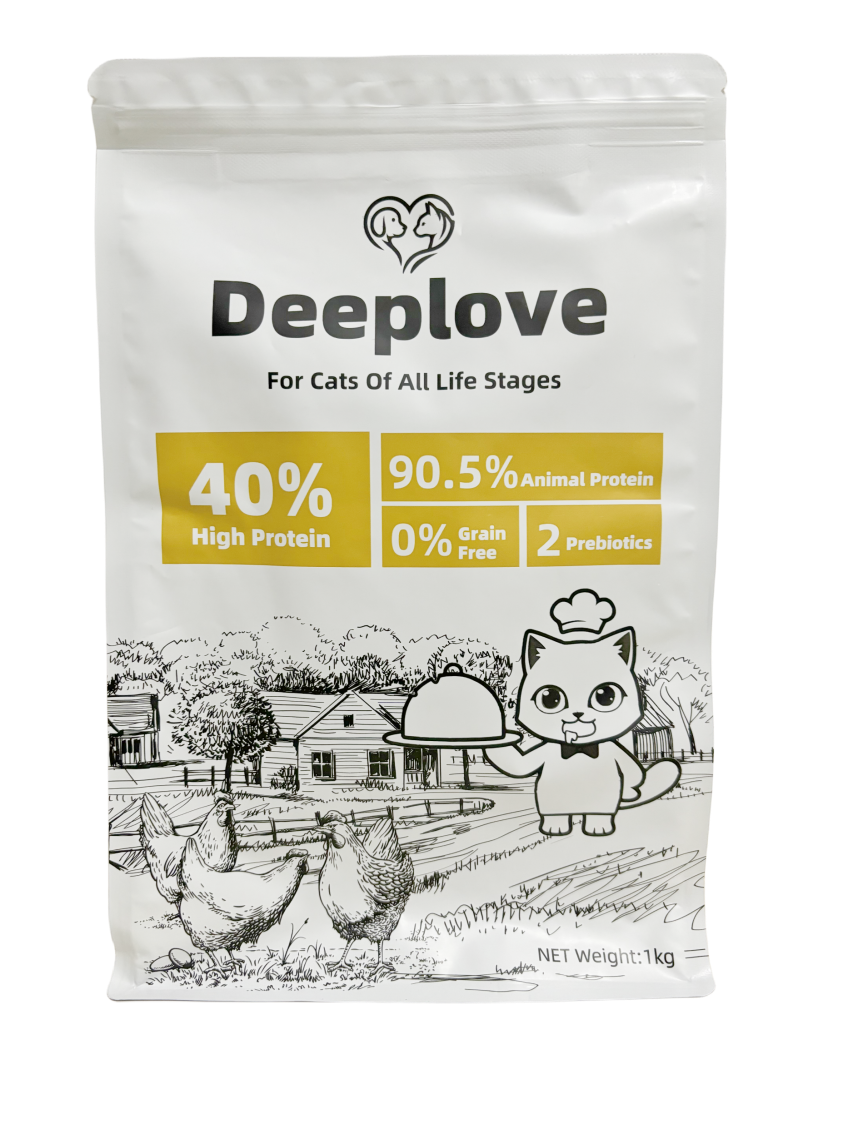 Deeplove
For Cats Of All Life Stages
40%
High Protein
90.5% Animal Protein
0% Grain
Free
2 Prebiotics
NET Weight:1kg